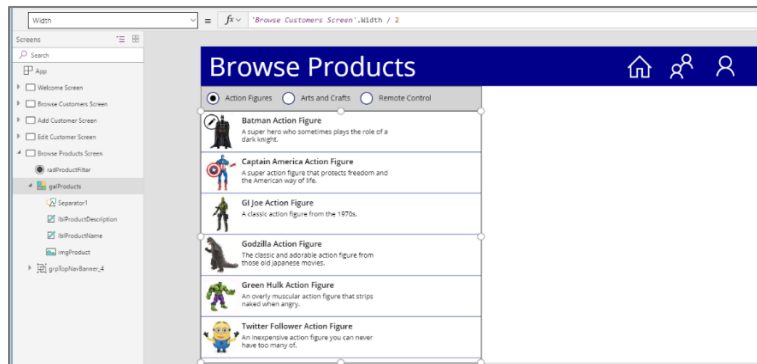 Width
= fx 'Browse Customers Screen'.Width / 2
Screens
Search
App
Welcome Screen
Browse Customers Screen
Add Customer Screen
Edit Customer Screen
Browse Products Screen
radProductFilter
galProducts
Separator1
lblProductDescription
lblProductName
imgProduct
grpTopNavBanner_4
Browse Products
Action Figures Arts and Crafts Remote Control
Batman Action Figure
A super hero who sometimes plays the role of a
dark knight.
Captain America Action Figure
A super action figure that protects freedom and
the American way of life.
GI Joe Action Figure
A classic action figure from the 1970s.
Godzilla Action Figure
The classic and adorable action figure from
those old Japanese movies.
Green Hulk Action Figure
An overly muscular action figure that strips
naked when angry.
Twitter Follower Action Figure
An inexpensive action figure you can never
have too many of.